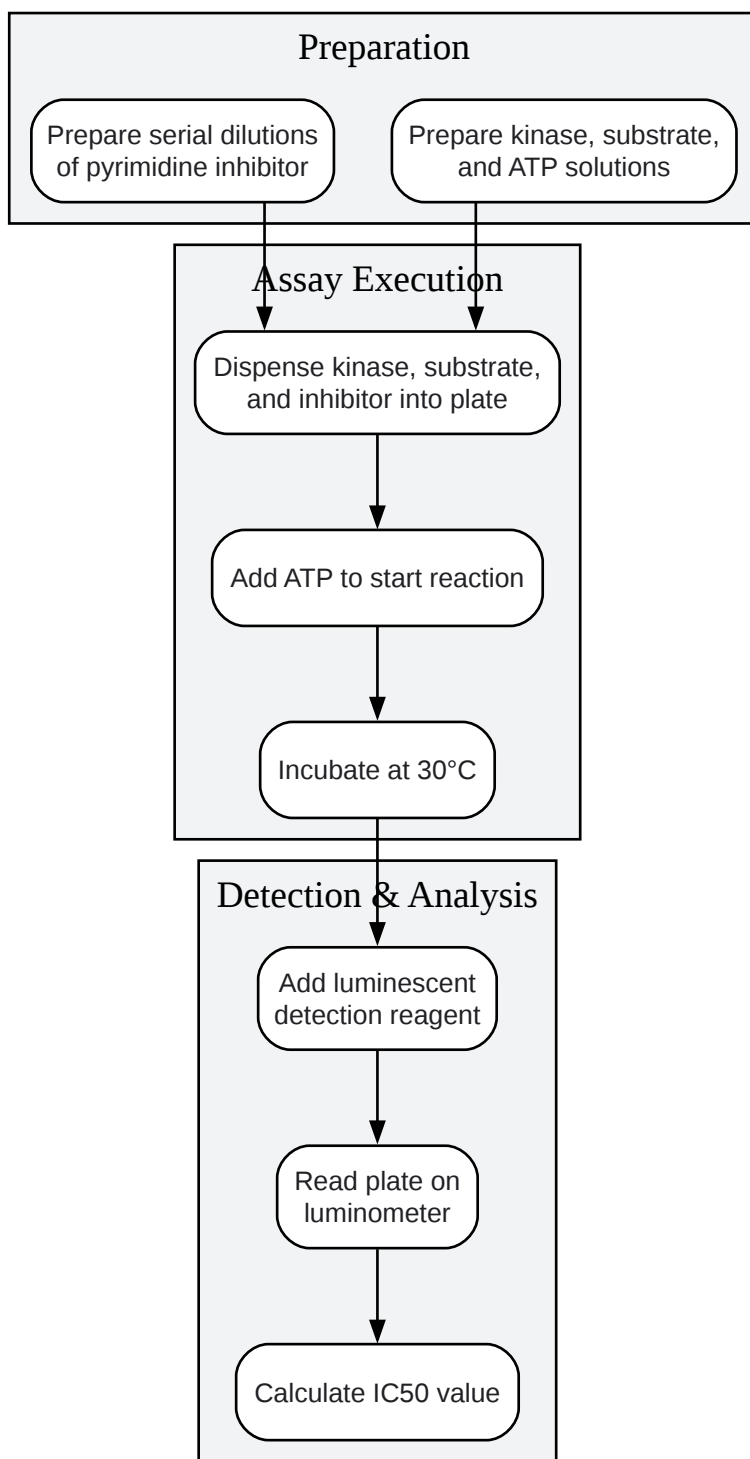 Preparation
Prepare serial dilutions
of pyrimidine inhibitor
Prepare kinase, substrate,
and ATP solutions
Assay Execution
Dispense kinase, substrate,
and inhibitor into plate
Add ATP to start reaction
Incubate at 30°C
Detection & Analysis
Add luminescent
detection reagent
Read plate on
luminometer
Calculate IC50 value